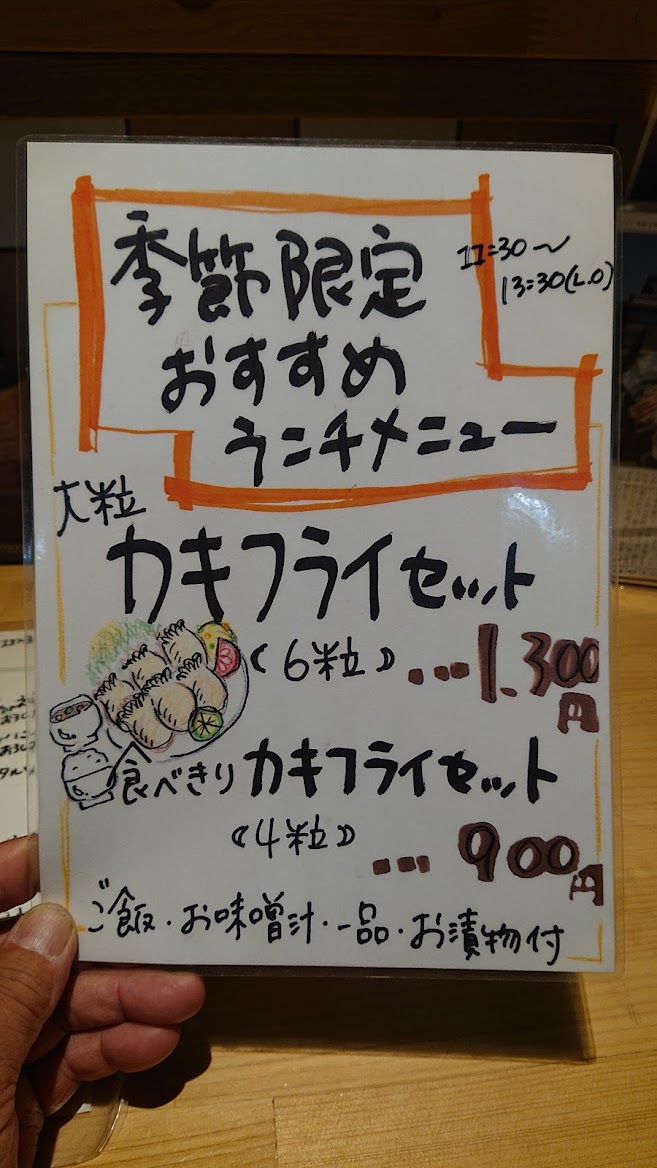 季節限定
おすすめ
ランチメニュー
11:30〜
13:30(L.O)
大粒
カキフライセット
(6粒) …1.300円
食べきりカキフライセット
(4粒) …900円
ご飯・お味噌汁・一品・お漬物付